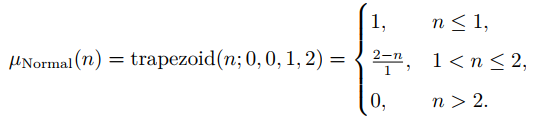 μ_Normal(n) = trapezoid(n; 0, 0, 1, 2) = { 1, n ≤ 1,
(2−n)/1, 1 < n ≤ 2,
0, n > 2.